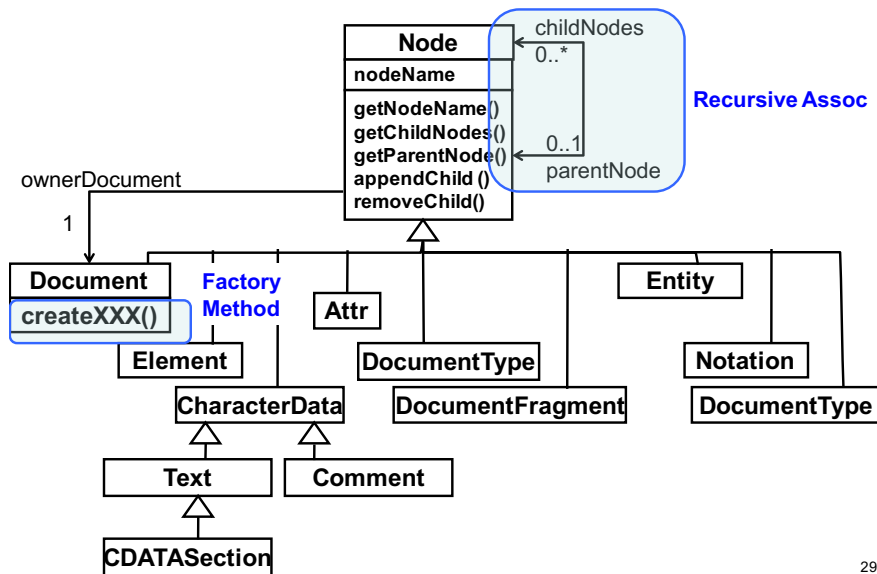 Node
nodeName
getNodeName()
getChildNodes()
getParentNode()
appendChild ()
removeChild()
childNodes
0..*
0..1
parentNode
Recursive Assoc
ownerDocument
1
Document
createXXX()
Factory
Method
Element
Attr
Entity
DocumentType
Notation
CharacterData
DocumentFragment
DocumentType
Text
Comment
CDATASection
29